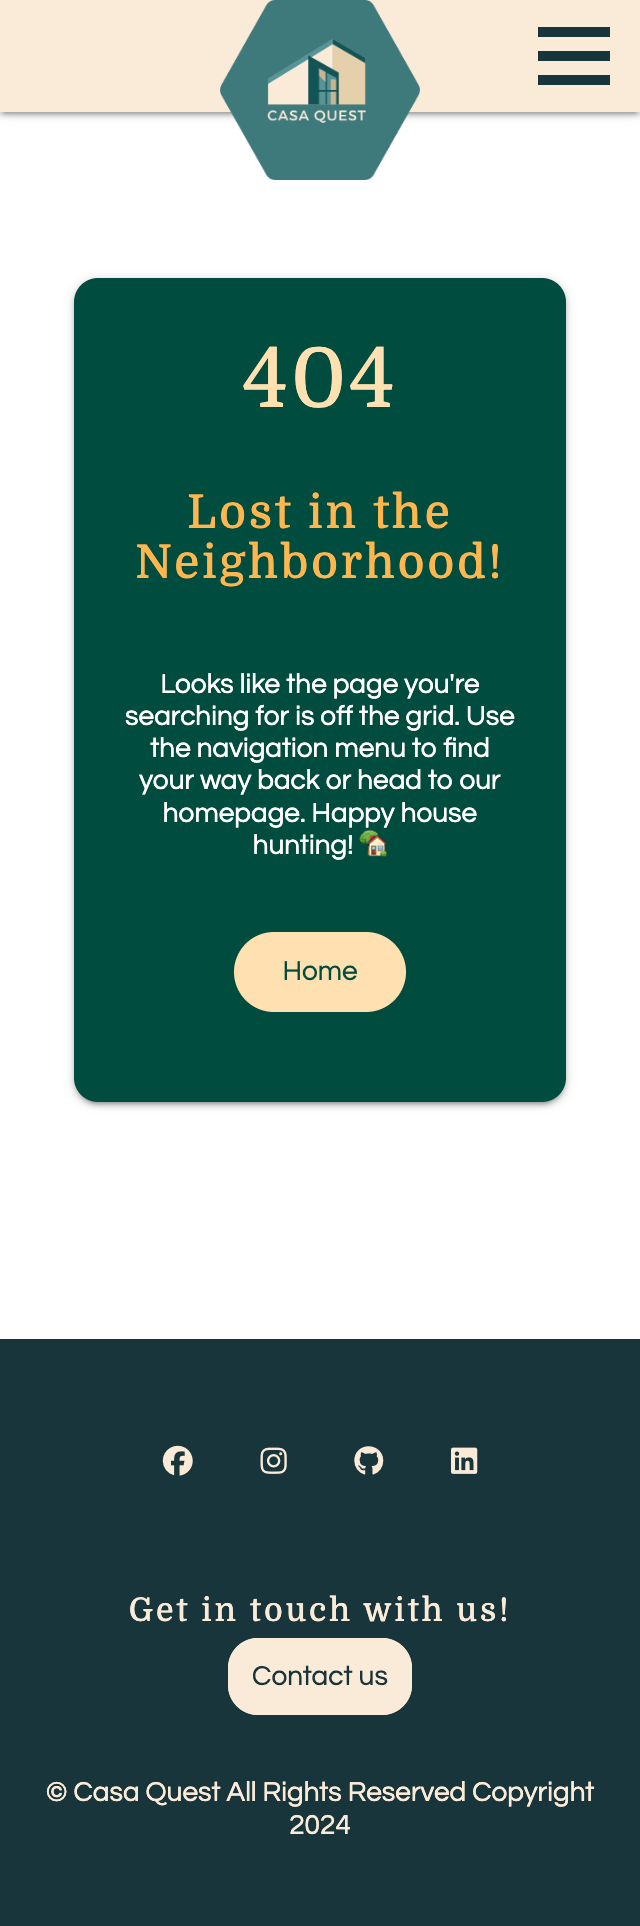 CASA QUEST
404
Lost in the
Neighborhood!
Looks like the page you're
searching for is off the grid. Use
the navigation menu to find
your way back or head to our
homepage. Happy house
hunting! 🏡
Home
Get in touch with us!
Contact us
© Casa Quest All Rights Reserved Copyright
2024